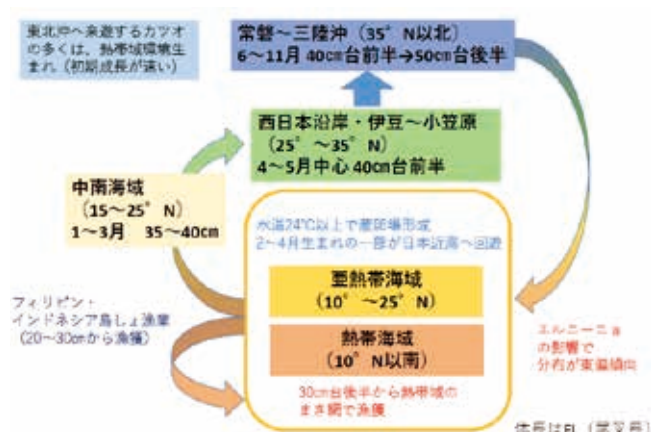 東北沖へ来遊するカツオ
の多くは、熱帯域環境生
まれ（初期成長が速い）
常磐～三陸沖（35°N以北）
6～11月 40㎝台前半→50㎝台後半
西日本沿岸・伊豆～小笠原
（25°～35°N）
4～5月中心 40㎝台前半
中南海域
（15～25°N）
1～3月 35～40㎝
水温24℃以上で産卵場形成
2～4月生まれの一部が日本近海へ回遊
亜熱帯海域
（10°～25°N）
熱帯海域
（10°N以南）
30㎝台後半から熱帯域の
まき網で漁獲
フィリピン・
インドネシア島しょ漁業
（20～30㎝から漁獲）
エルニーニョ
の影響で
分布が東偏傾向
体長はFL（尾叉長）